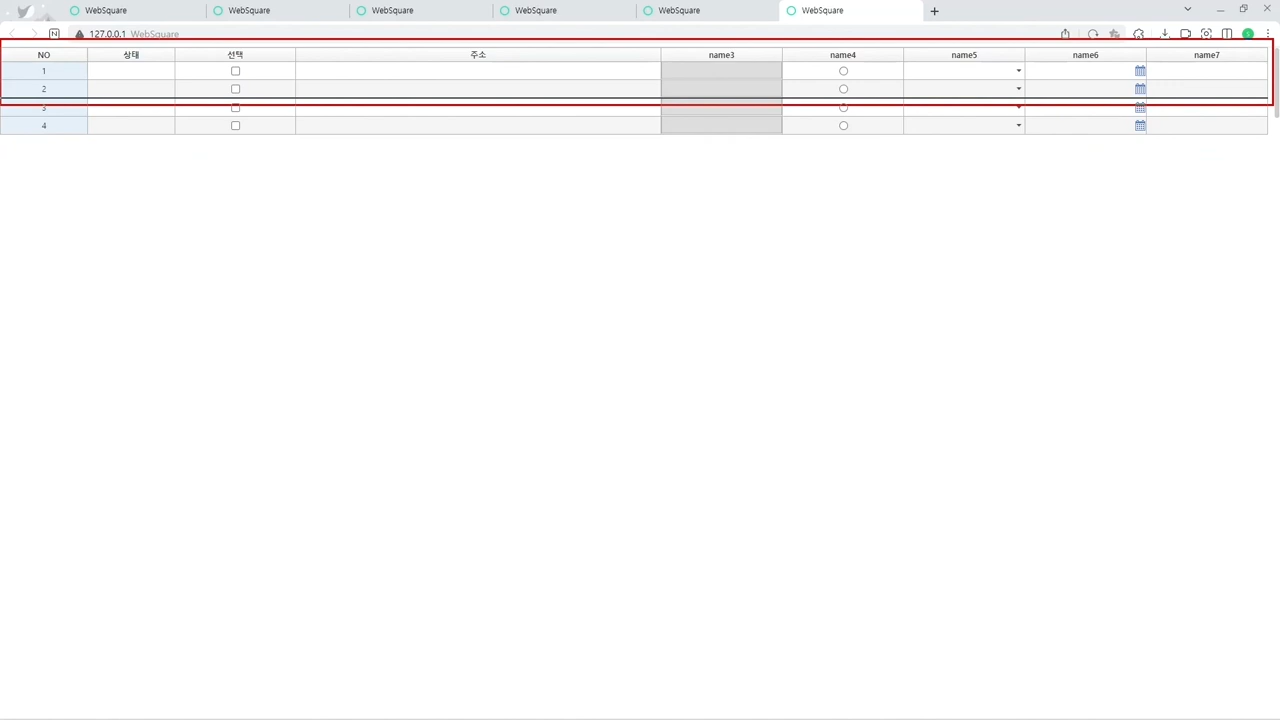 WebSquare WebSquare WebSquare WebSquare WebSquare WebSquare
127.0.0.1 WebSquare
NO 상태 선택 주소 name3 name4 name5 name6 name7
1
2
3
4